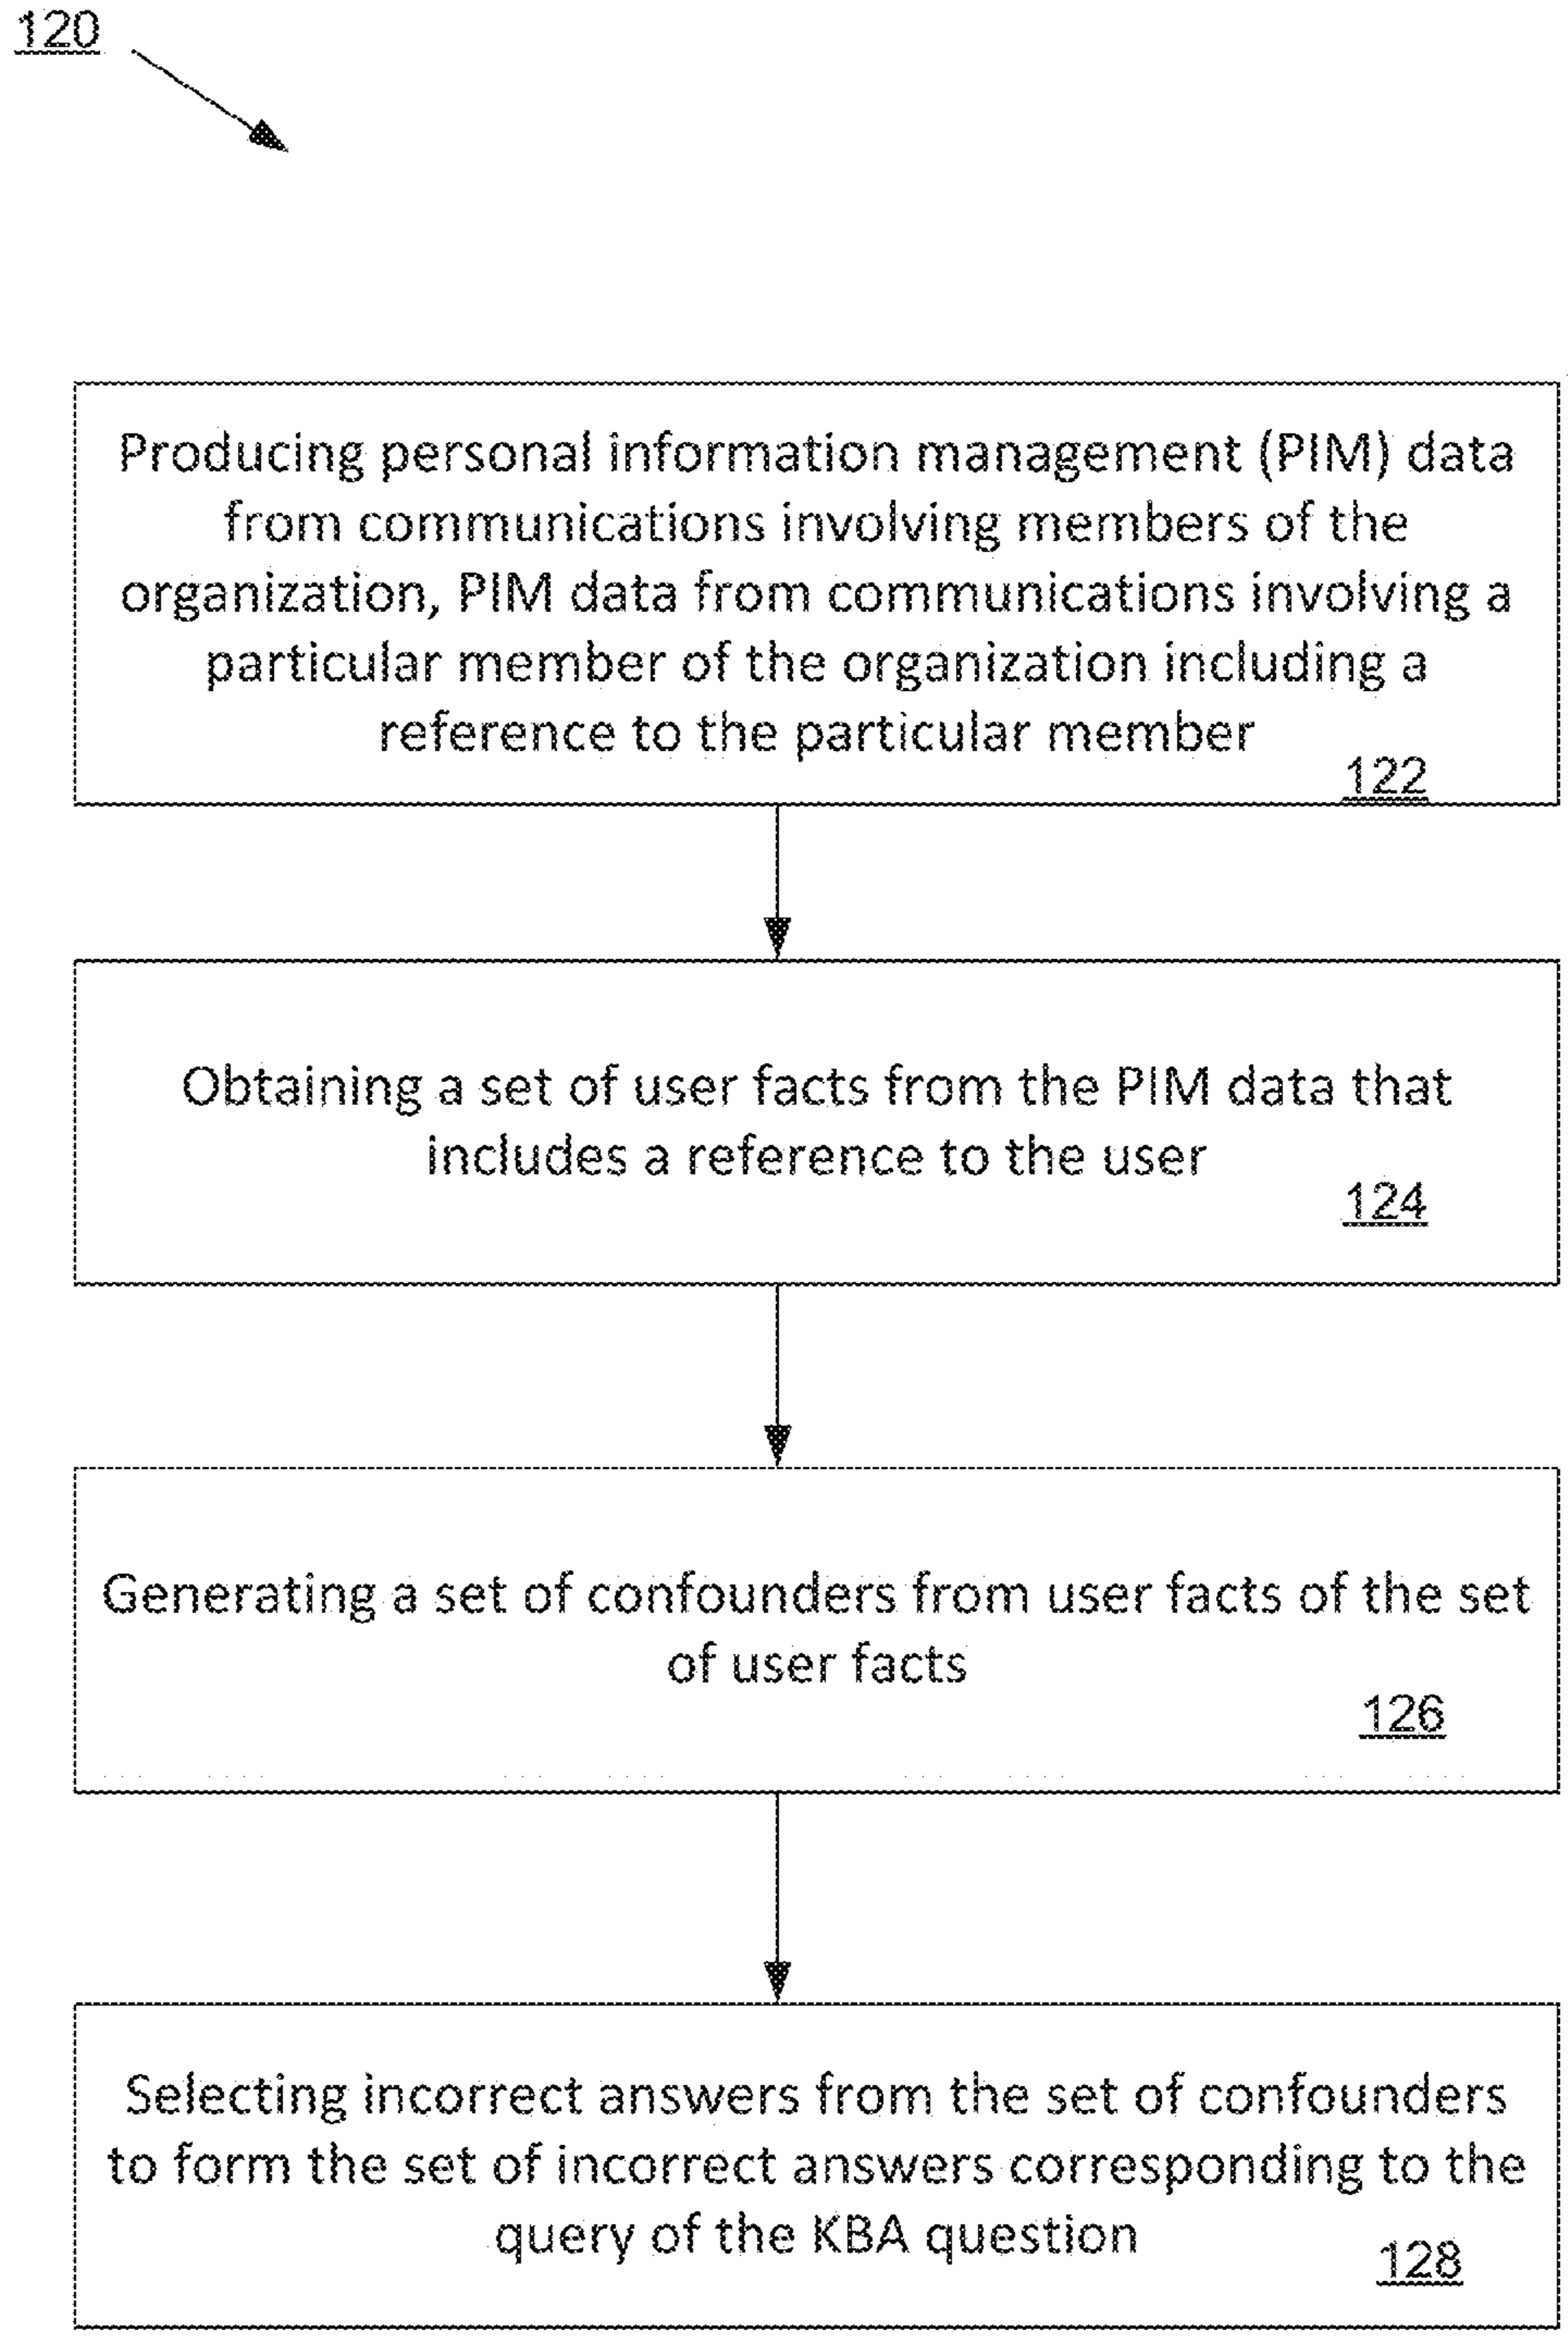 120
Producing personal information management (PIM) data
from communications involving members of the
organization, PIM data from communications involving a
particular member of the organization including a
reference to the particular member
122
Obtaining a set of user facts from the PIM data that
includes a reference to the user
124
Generating a set of confounders from user facts of the set
of user facts
126
Selecting incorrect answers from the set of confounders
to form the set of incorrect answers corresponding to the
query of the KBA question
128